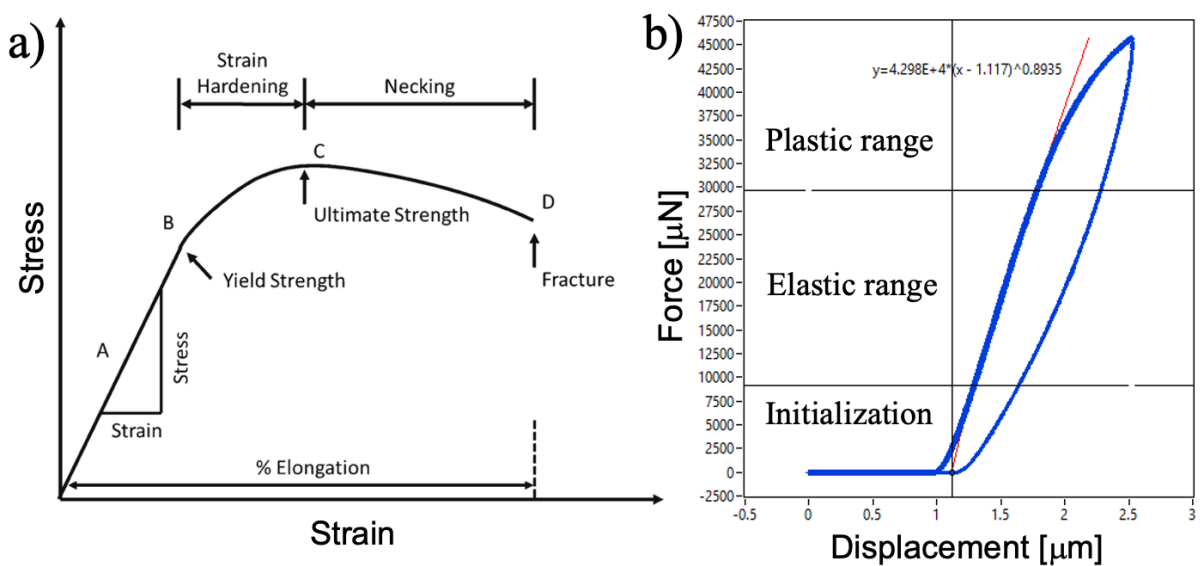 a)
Stress
Strain
Hardening
Necking
A
B
C
D
Ultimate Strength
Yield Strength
Fracture
Stress
Strain
% Elongation
Strain
b)
Force [μN]
47500
45000
42500
40000
37500
35000
32500
30000
27500
25000
22500
20000
17500
15000
12500
10000
7500
5000
2500
0
-2500
y=4.298E+4*(x - 1.117)^0.8935
Plastic range
Elastic range
Initialization
-0.5
0
0.5
1
1.5
2
2.5
3
Displacement [μm]